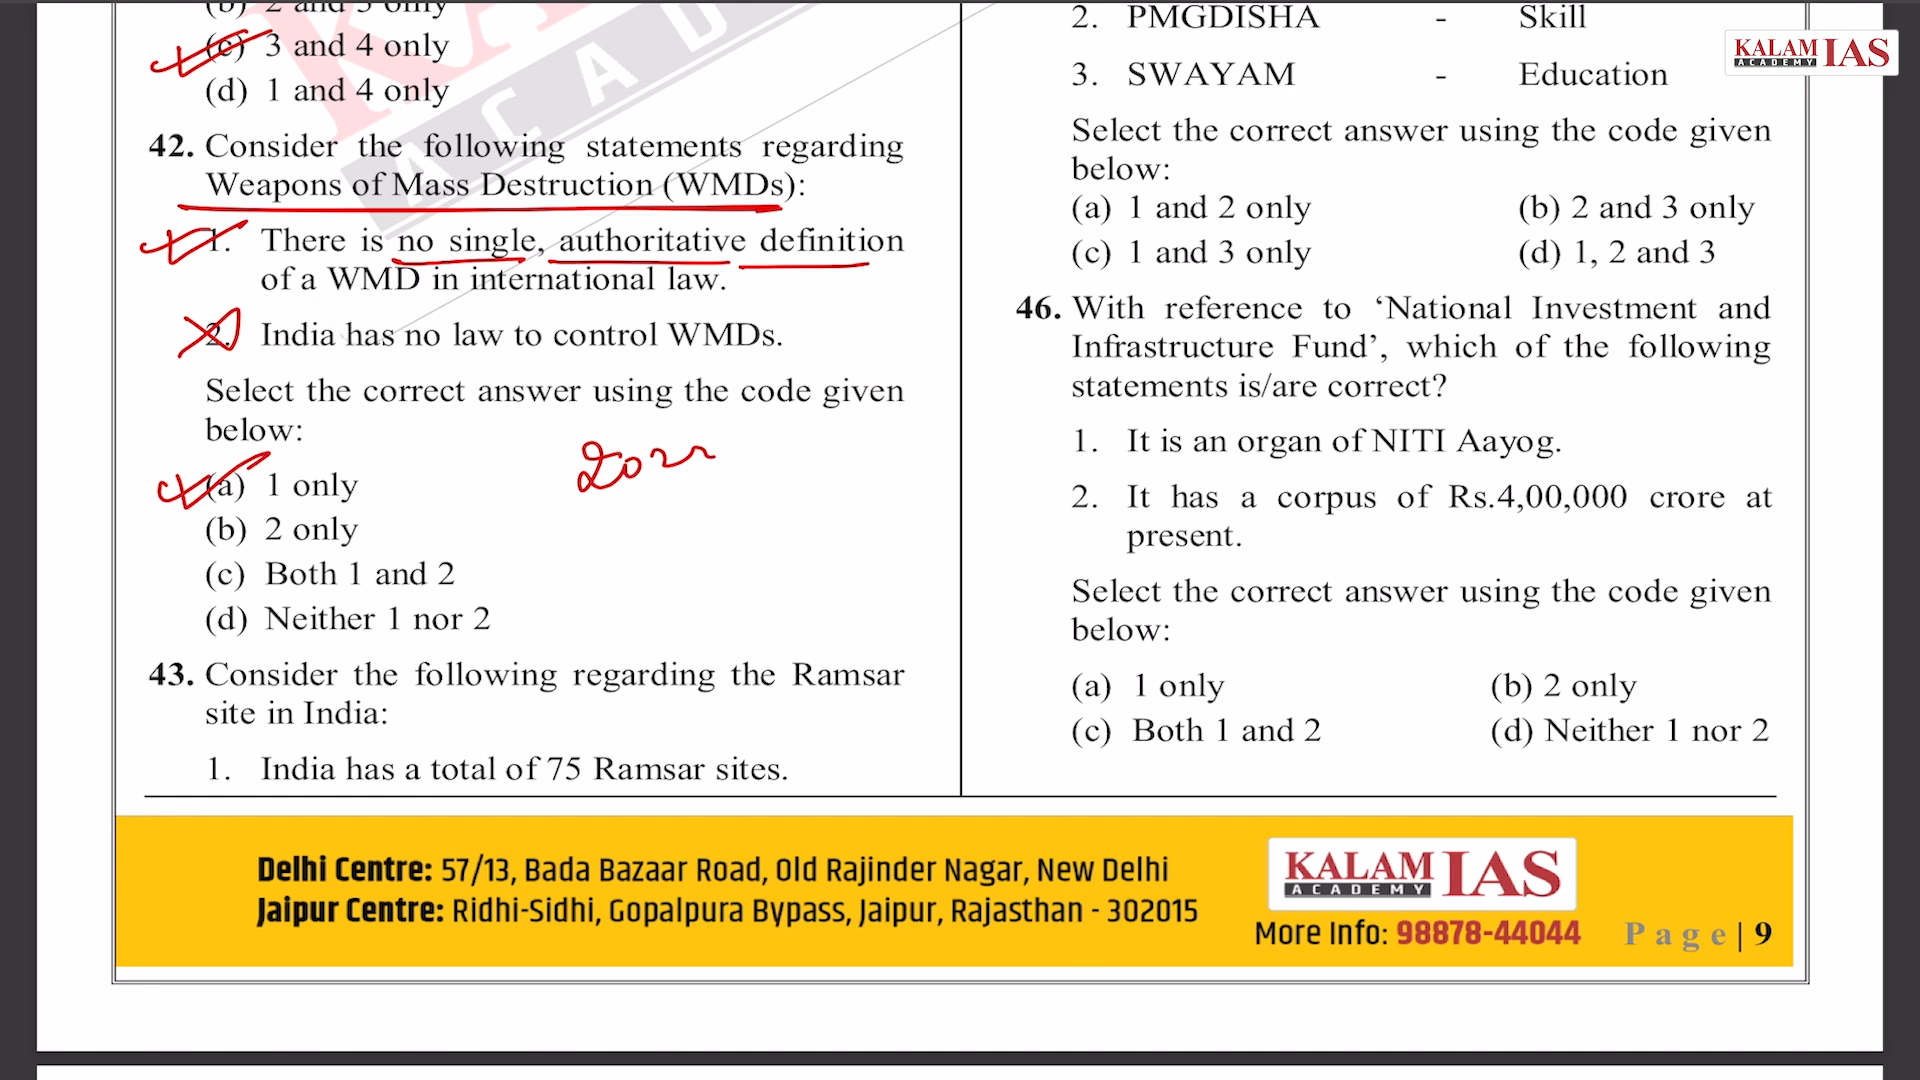 (b) 2 and 3 only
(c) 3 and 4 only
(d) 1 and 4 only
42. Consider the following statements regarding
Weapons of Mass Destruction (WMDs):
1. There is no single, authoritative definition
of a WMD in international law.
2. India has no law to control WMDs.
Select the correct answer using the code given
below:
(a) 1 only
(b) 2 only
(c) Both 1 and 2
(d) Neither 1 nor 2
43. Consider the following regarding the Ramsar
site in India:
1. India has a total of 75 Ramsar sites.
2. PMGDISHA - Skill
3. SWAYAM - Education
Select the correct answer using the code given
below:
(a) 1 and 2 only (b) 2 and 3 only
(c) 1 and 3 only (d) 1, 2 and 3
46. With reference to ‘National Investment and
Infrastructure Fund’, which of the following
statements is/are correct?
1. It is an organ of NITI Aayog.
2. It has a corpus of Rs.4,00,000 crore at
present.
Select the correct answer using the code given
below:
(a) 1 only (b) 2 only
(c) Both 1 and 2 (d) Neither 1 nor 2
KALAM IAS
ACADEMY
Delhi Centre: 57/13, Bada Bazaar Road, Old Rajinder Nagar, New Delhi
Jaipur Centre: Ridhi-Sidhi, Gopalpura Bypass, Jaipur, Rajasthan - 302015
KALAM IAS
ACADEMY
More Info: 98878-44044
Page | 9